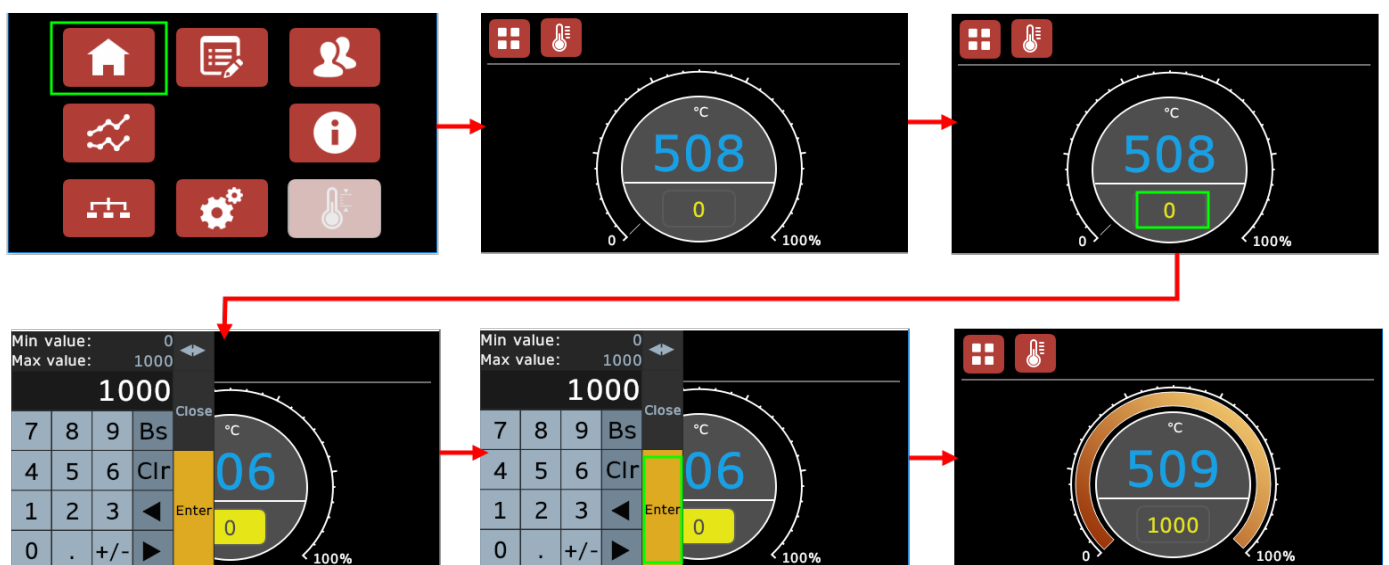 °C
508
0
0
100%
°C
508
0
0
100%
Min value: 0
Max value: 1000
1000
Close
7 8 9 Bs
4 5 6 Clr
1 2 3 Enter
0 . +/-
°C
06
0
100%
Min value: 0
Max value: 1000
1000
Close
7 8 9 Bs
4 5 6 Clr
1 2 3 Enter
0 . +/-
°C
06
0
100%
°C
509
1000
0
100%